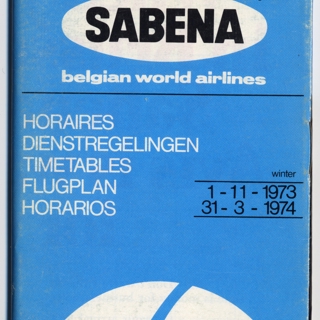 SABENA
belgian world airlines
HORAIRES
DIENSTREGELINGEN
TIMETABLES
FLUGPLAN
HORARIOS
winter
1 - 11 - 1973
31 - 3 - 1974